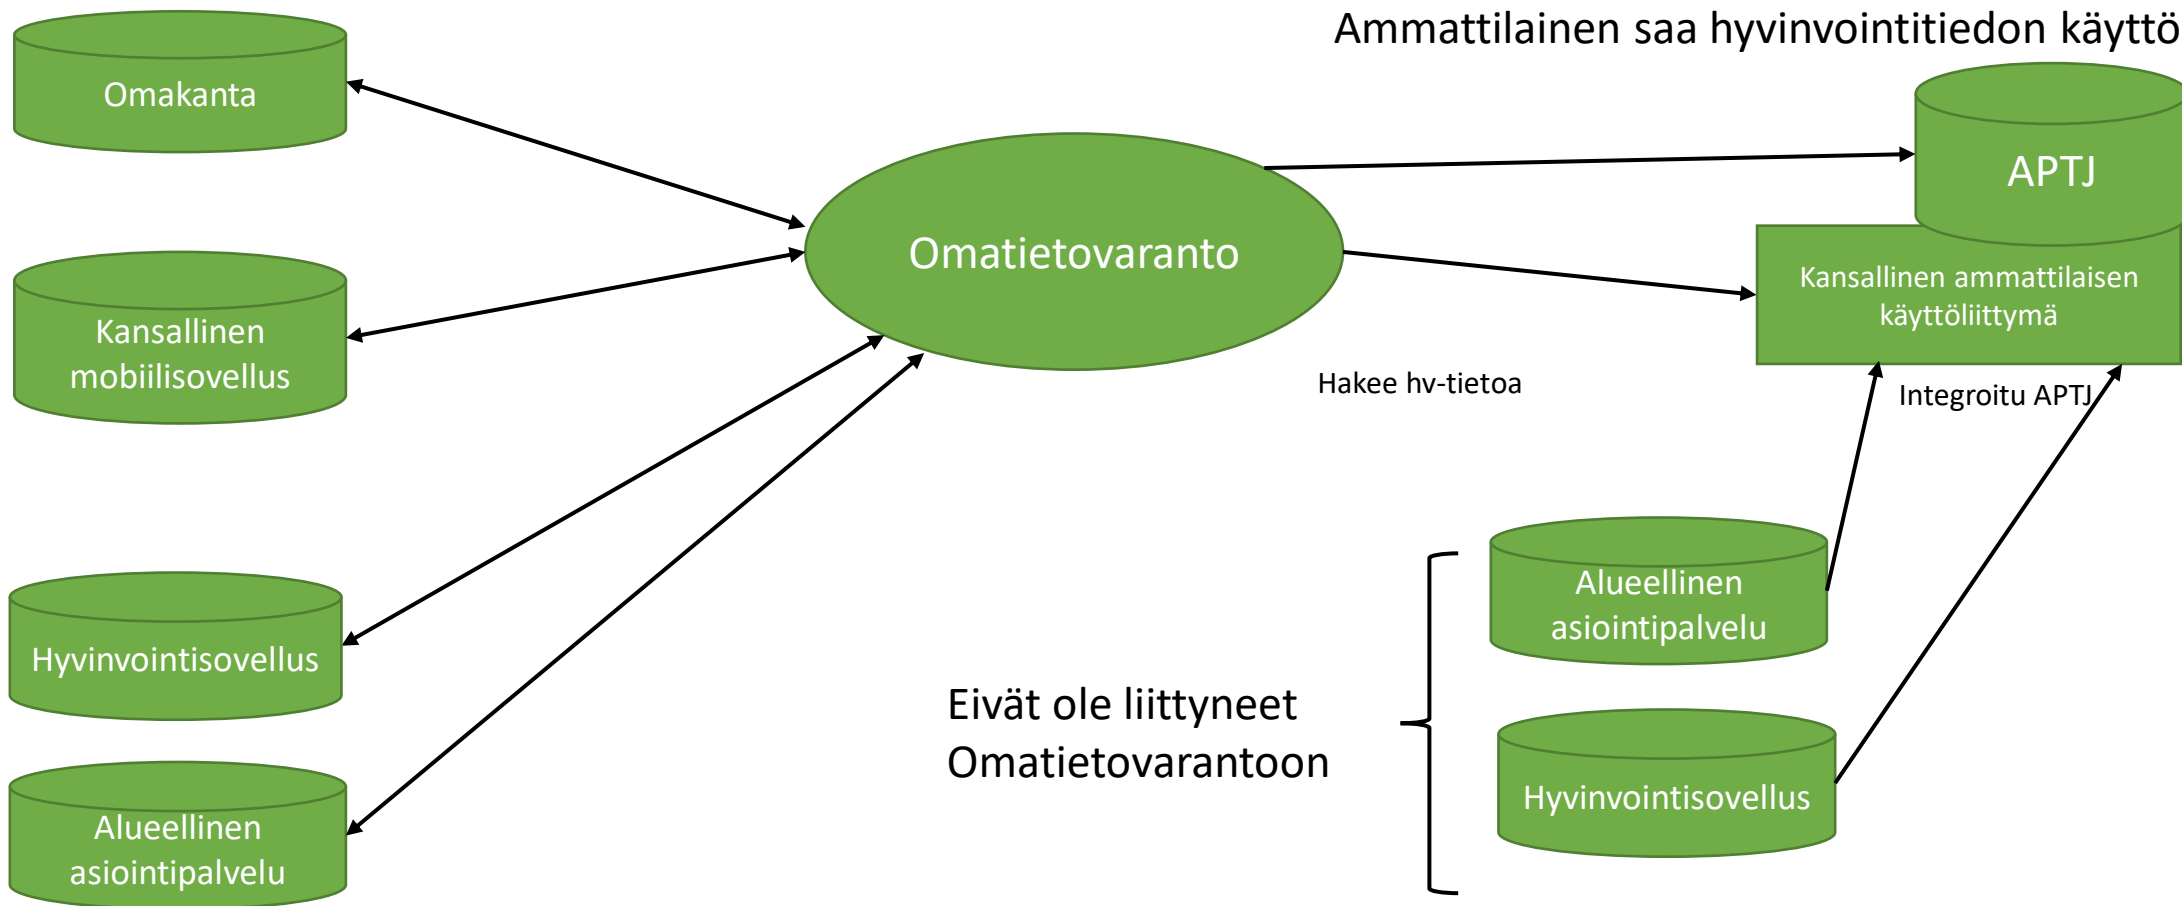 Ammattilainen saa hyvinvointitiedon käyttö
Omakanta
APTJ
Omatietovaranto
Kansallinen ammattilaisen
käyttöliittymä
Kansallinen
mobiilisovellus
Hakee hv-tietoa
Integroitu APTJ
Alueellinen
asiointipalvelu
Hyvinvointisovellus
Eivät ole liittyneet
Omatietovarantoon
Hyvinvointisovellus
Alueellinen
asiointipalvelu